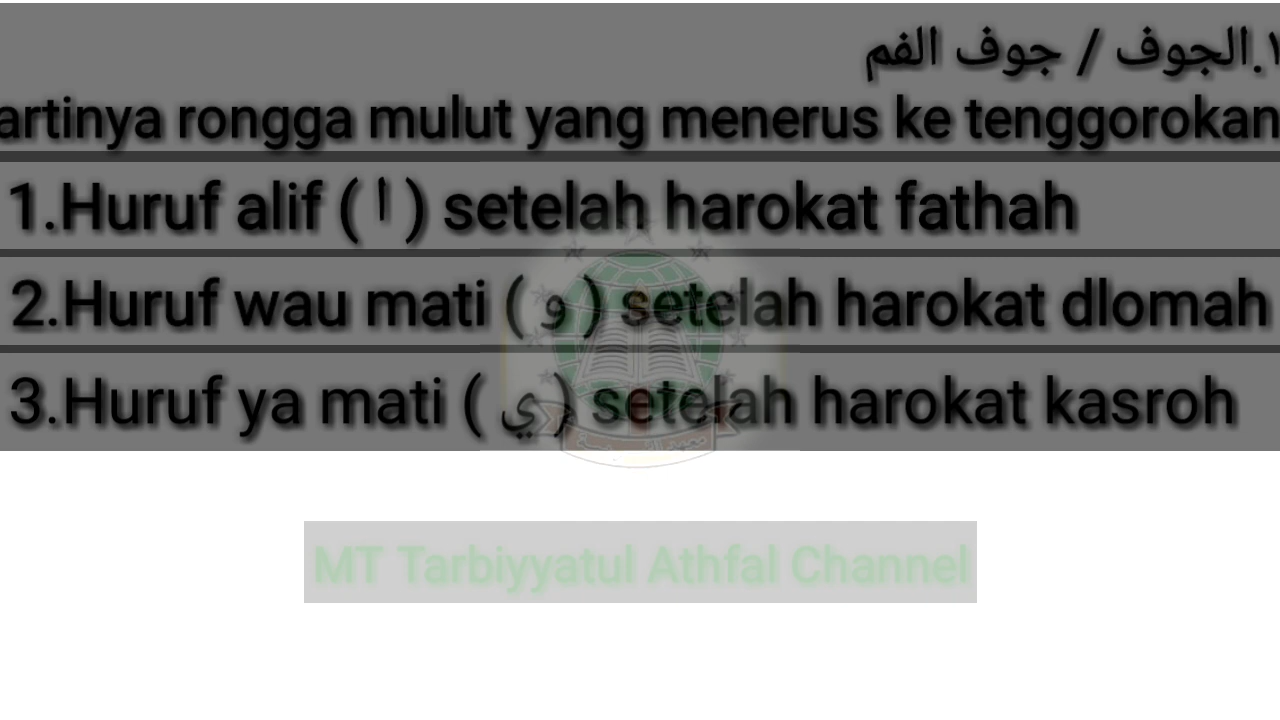 ١.الجوف / جوف الفم
artinya rongga mulut yang menerus ke tenggorokan
1.Huruf alif ( ا ) setelah harokat fathah
2.Huruf wau mati ( و ) setelah harokat dlomah
3.Huruf ya mati ( ي ) setelah harokat kasroh
MT Tarbiyyatul Athfal Channel